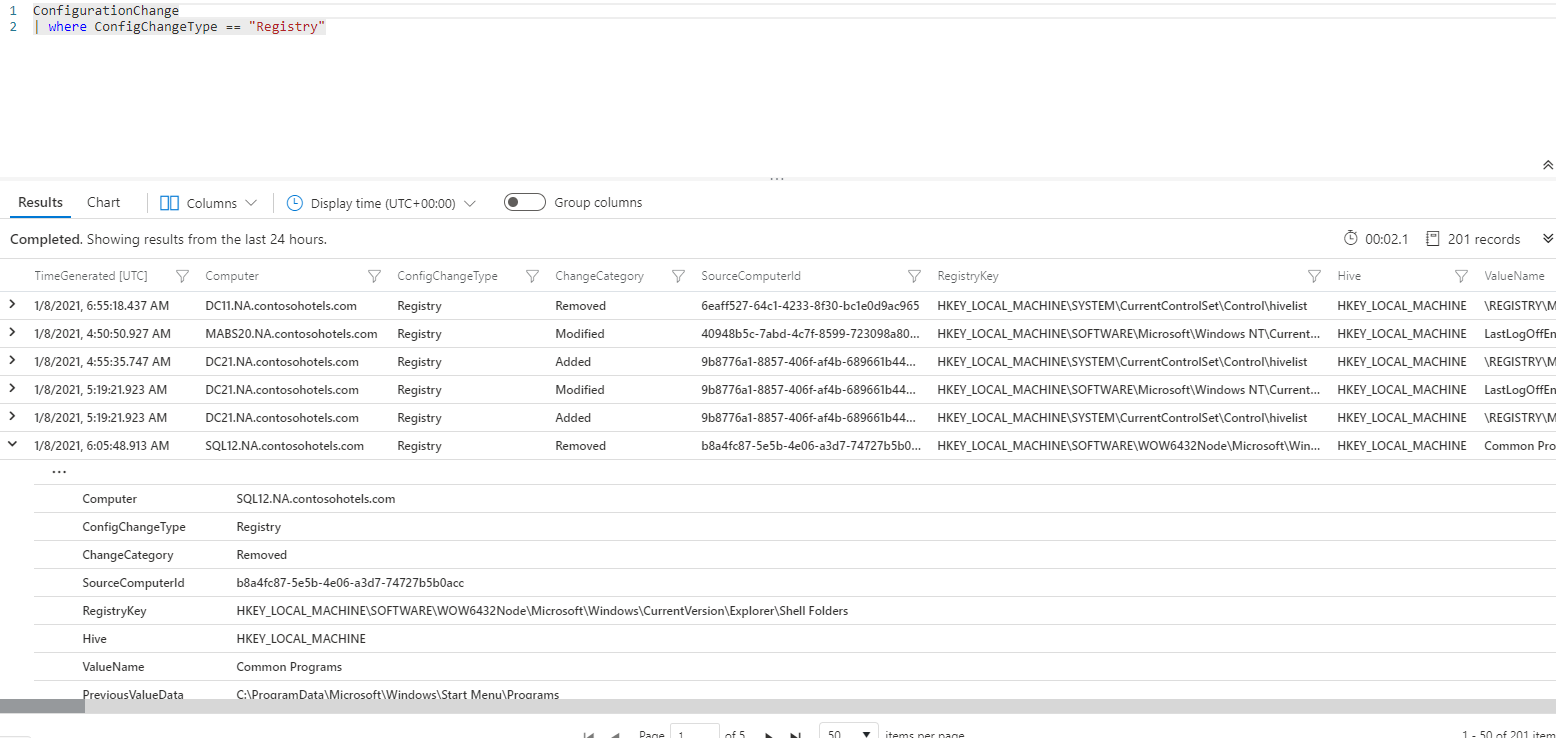 1 ConfigurationChange
2 | where ConfigChangeType == "Registry"
...
Results Chart Columns Display time (UTC+00:00) Group columns
Completed. Showing results from the last 24 hours. 00:02.1 201 records
TimeGenerated [UTC] Computer ConfigChangeType ChangeCategory SourceComputerId RegistryKey Hive ValueName
1/8/2021, 6:55:18.437 AM DC11.NA.contosohotels.com Registry Removed 6eaff527-64c1-4233-8f30-bc1e0d9ac965 HKEY_LOCAL_MACHINE\SYSTEM\CurrentControlSet\Control\hivelist HKEY_LOCAL_MACHINE \REGISTRY\M
1/8/2021, 4:50:50.927 AM MABS20.NA.contosohotels.com Registry Modified 40948b5c-7abd-4c7f-8599-723098a80... HKEY_LOCAL_MACHINE\SOFTWARE\Microsoft\Windows NT\Current... HKEY_LOCAL_MACHINE LastLogOffEn
1/8/2021, 4:55:35.747 AM DC21.NA.contosohotels.com Registry Added 9b8776a1-8857-406f-af4b-689661b44... HKEY_LOCAL_MACHINE\SYSTEM\CurrentControlSet\Control\hivelist HKEY_LOCAL_MACHINE \REGISTRY\M
1/8/2021, 5:19:21.923 AM DC21.NA.contosohotels.com Registry Modified 9b8776a1-8857-406f-af4b-689661b44... HKEY_LOCAL_MACHINE\SOFTWARE\Microsoft\Windows NT\Current... HKEY_LOCAL_MACHINE LastLogOffEn
1/8/2021, 5:19:21.923 AM DC21.NA.contosohotels.com Registry Added 9b8776a1-8857-406f-af4b-689661b44... HKEY_LOCAL_MACHINE\SYSTEM\CurrentControlSet\Control\hivelist HKEY_LOCAL_MACHINE \REGISTRY\M
1/8/2021, 6:05:48.913 AM SQL12.NA.contosohotels.com Registry Removed b8a4fc87-5e5b-4e06-a3d7-74727b5b0... HKEY_LOCAL_MACHINE\SOFTWARE\WOW6432Node\Microsoft\Win... HKEY_LOCAL_MACHINE Common Pro
...
Computer SQL12.NA.contosohotels.com
ConfigChangeType Registry
ChangeCategory Removed
SourceComputerId b8a4fc87-5e5b-4e06-a3d7-74727b5b0acc
RegistryKey HKEY_LOCAL_MACHINE\SOFTWARE\WOW6432Node\Microsoft\Windows\CurrentVersion\Explorer\Shell Folders
Hive HKEY_LOCAL_MACHINE
ValueName Common Programs
PreviousValueData C:\ProgramData\Microsoft\Windows\Start Menu\Programs
Page 1 of 5 50 items per page 1 - 50 of 201 item